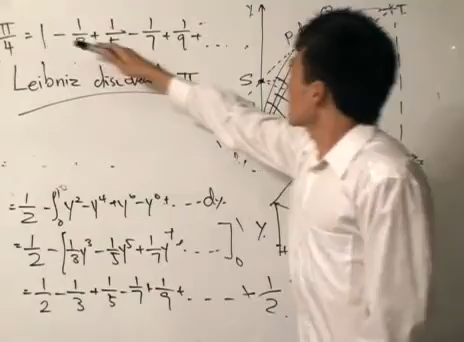 π/4 = 1 - 1/3 + 1/5 - 1/7 + 1/9 + ....
Leibniz π
S
= 1/2 - ∫₀¹ y² - y⁴ + y⁶ - y⁸ + .... dy
= 1/2 - [1/3 y³ - 1/5 y⁵ + 1/7 y⁷ .....]₀¹
= 1/2 - 1/3 + 1/5 - 1/7 + 1/9 + .... + 1/2
y